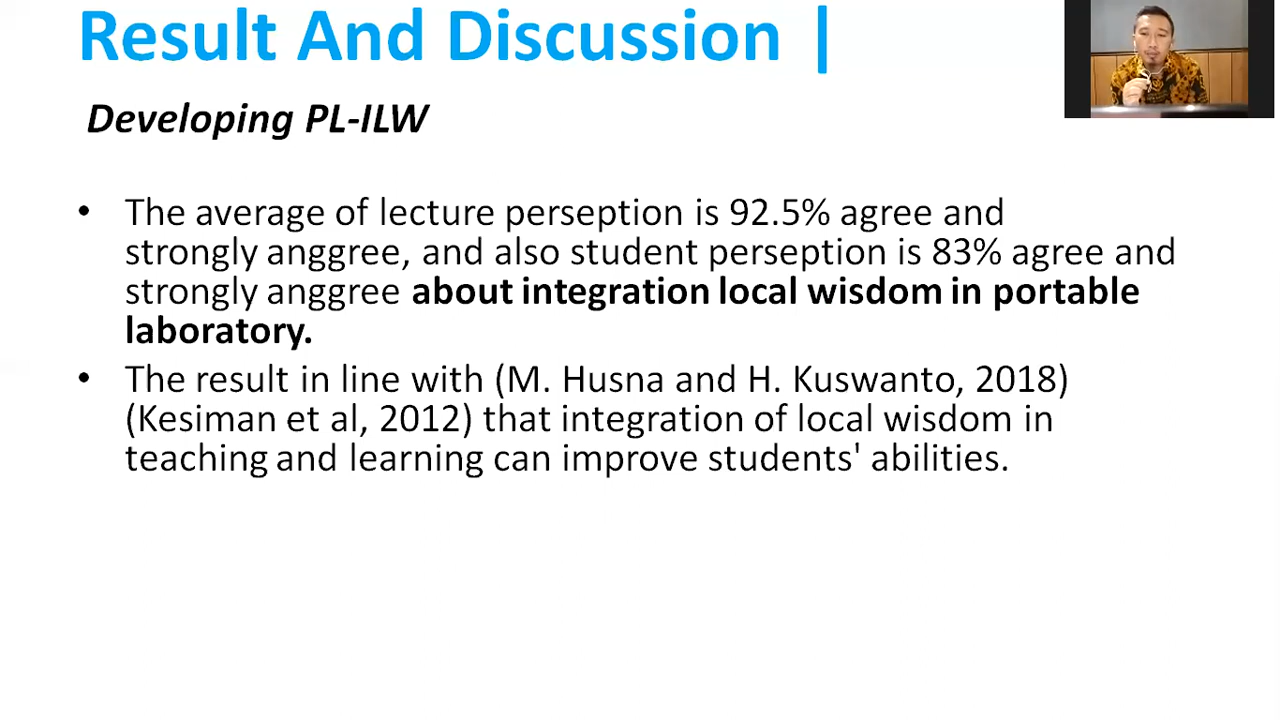 Result And Discussion |
Developing PL-ILW
• The average of lecture perseption is 92.5% agree and
strongly anggree, and also student perseption is 83% agree and
strongly anggree about integration local wisdom in portable
laboratory.
• The result in line with (M. Husna and H. Kuswanto, 2018)
(Kesiman et al, 2012) that integration of local wisdom in
teaching and learning can improve students' abilities.